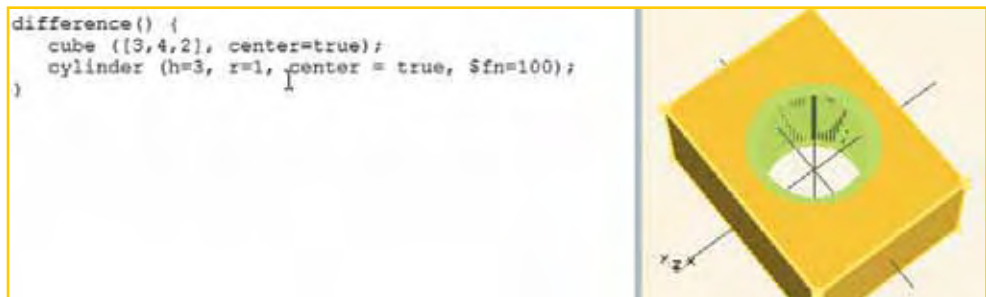 difference() {
cube ([3,4,2], center=true);
cylinder (h=3, r=1, center = true, $fn=100);
}